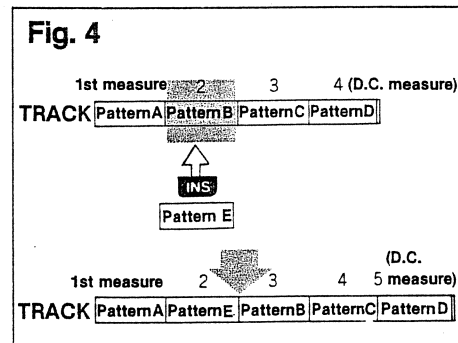 Fig. 4
1st measure 2 3 4 (D.C. measure)
TRACK PatternA PatternB PatternC PatternD
INS
Pattern E
(D.C.
1st measure 2 3 4 5 measure)
TRACK PatternA PatternE PatternB PatternC PatternD